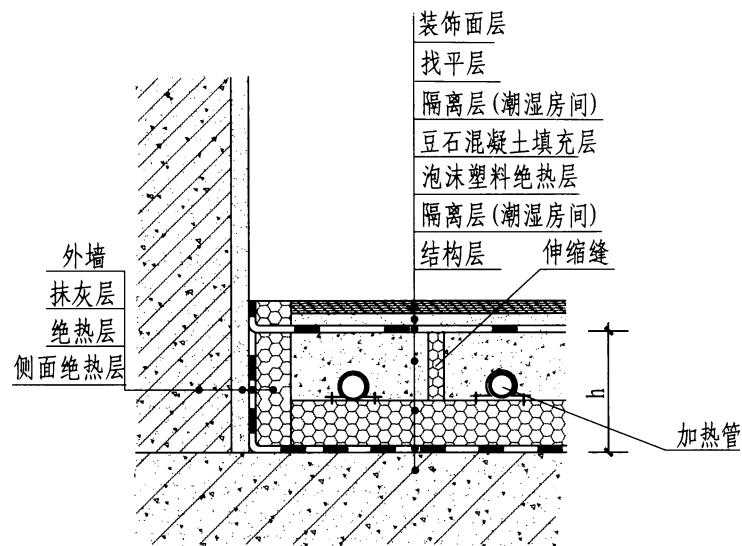 装饰面层
找平层
隔离层(潮湿房间)
豆石混凝土填充层
泡沫塑料绝热层
隔离层(潮湿房间)
结构层
伸缩缝
外墙
抹灰层
绝热层
侧面绝热层
h
加热管